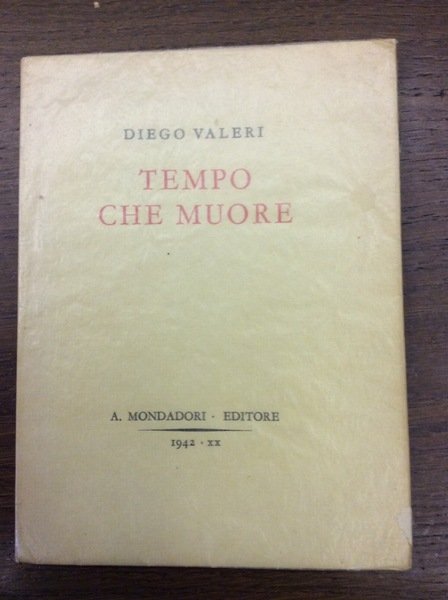 DIEGO VALERI
TEMPO
CHE MUORE
A. MONDADORI · EDITORE
1942 · XX